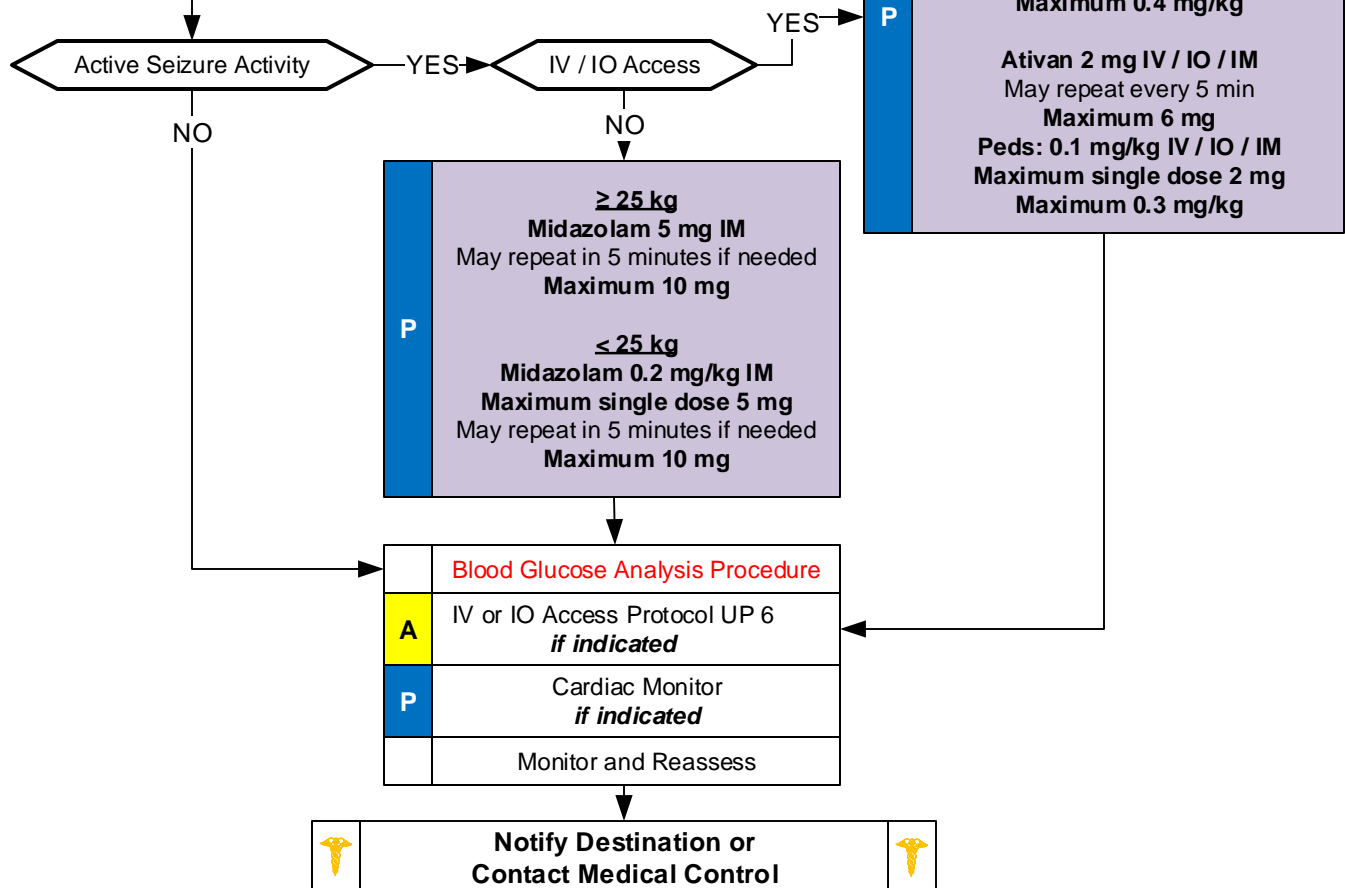 Maximum 0.4 mg/kg
P
YES
Active Seizure Activity
YES
IV / IO Access
Ativan 2 mg IV / IO / IM
May repeat every 5 min
Maximum 6 mg
Peds: 0.1 mg/kg IV / IO / IM
Maximum single dose 2 mg
Maximum 0.3 mg/kg
NO
NO
≥ 25 kg
Midazolam 5 mg IM
May repeat in 5 minutes if needed
Maximum 10 mg
P
< 25 kg
Midazolam 0.2 mg/kg IM
Maximum single dose 5 mg
May repeat in 5 minutes if needed
Maximum 10 mg
Blood Glucose Analysis Procedure
A
IV or IO Access Protocol UP 6
if indicated
P
Cardiac Monitor
if indicated
Monitor and Reassess
Notify Destination or
Contact Medical Control